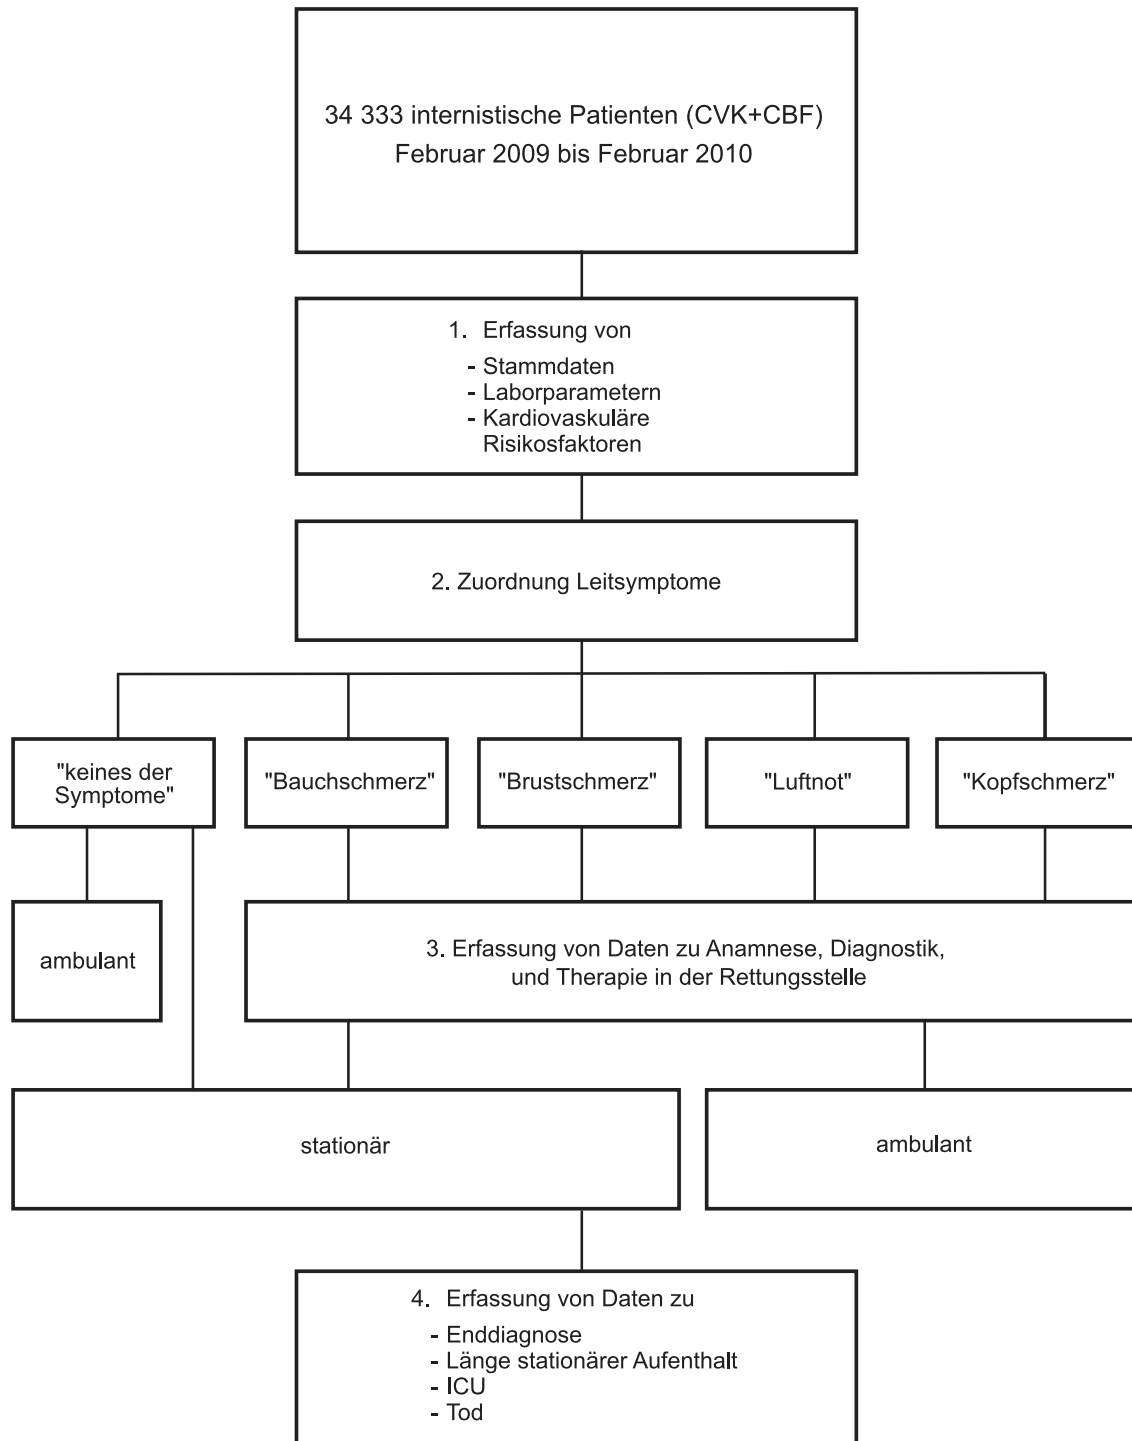 34 333 internistische Patienten (CVK+CBF)
Februar 2009 bis Februar 2010
1. Erfassung von
- Stammdaten
- Laborparametern
- Kardiovaskuläre
Risikosfaktoren
2. Zuordnung Leitsymptome
"keines der
Symptome"
"Bauchschmerz"
"Brustschmerz"
"Luftnot"
"Kopfschmerz"
ambulant
3. Erfassung von Daten zu Anamnese, Diagnostik,
und Therapie in der Rettungsstelle
stationär
ambulant
4. Erfassung von Daten zu
- Enddiagnose
- Länge stationärer Aufenthalt
- ICU
- Tod